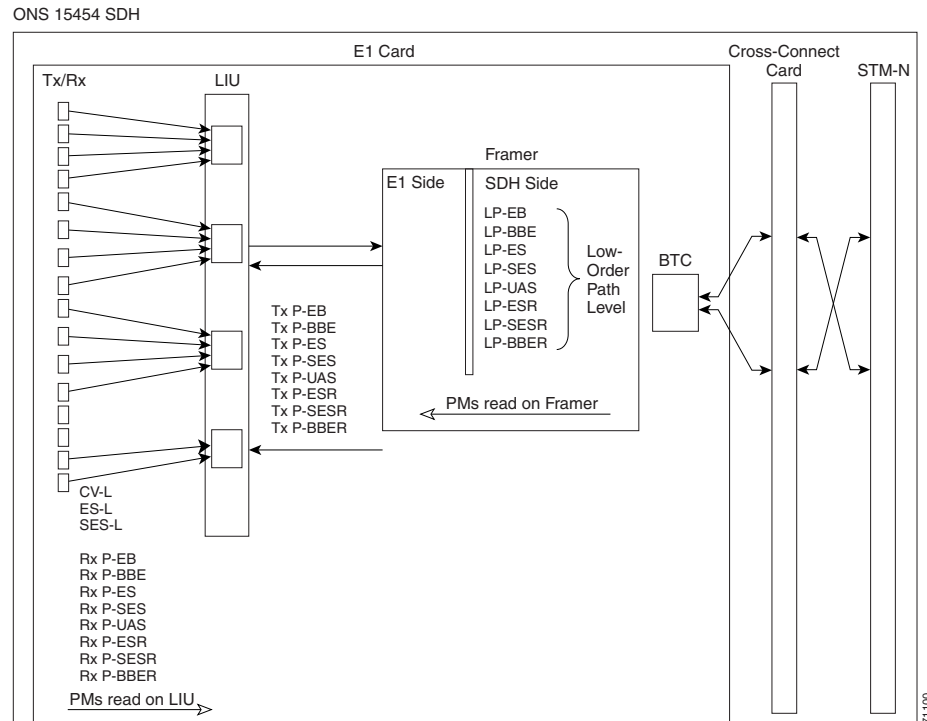 ONS 15454 SDH
E1 Card
Cross-Connect
Card
STM-N
Tx/Rx
LIU
Framer
E1 Side
SDH Side
LP-EB
LP-BBE
LP-ES
LP-SES
LP-UAS
LP-ESR
LP-SESR
LP-BBER
Low-
Order
Path
Level
BTC
Tx P-EB
Tx P-BBE
Tx P-ES
Tx P-SES
Tx P-UAS
Tx P-ESR
Tx P-SESR
Tx P-BBER
PMs read on Framer
CV-L
ES-L
SES-L
Rx P-EB
Rx P-BBE
Rx P-ES
Rx P-SES
Rx P-UAS
Rx P-ESR
Rx P-SESR
Rx P-BBER
PMs read on LIU